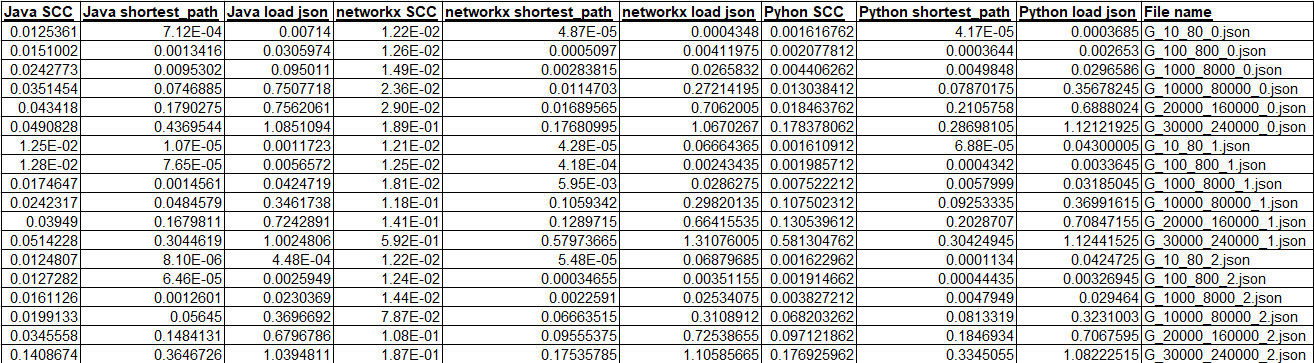 Java SCC Java shortest_path Java load json networkx SCC networkx shortest_path networkx load json Pyhon SCC Python shortest_path Python load json File name
0.0125361 7.12E-04 0.00714 1.22E-02 4.87E-05 0.0004348 0.001616762 4.17E-05 0.0003685 G_10_80_0.json
0.0151002 0.0013416 0.0305974 1.26E-02 0.0005097 0.00411975 0.002077812 0.0003644 0.002653 G_100_800_0.json
0.0242773 0.0095302 0.095011 1.49E-02 0.00283815 0.0265832 0.004406262 0.0049848 0.0296586 G_1000_8000_0.json
0.0351454 0.0746885 0.7507718 2.36E-02 0.0114703 0.27214195 0.013038412 0.07870175 0.35678245 G_10000_80000_0.json
0.043418 0.1790275 0.7562061 2.90E-02 0.01689565 0.7062005 0.018463762 0.2105758 0.6888024 G_20000_160000_0.json
0.0490828 0.4369544 1.0851094 1.89E-01 0.17680995 1.0670267 0.178378062 0.28698105 1.12121925 G_30000_240000_0.json
1.25E-02 1.07E-05 0.0011723 1.21E-02 4.28E-05 0.06664365 0.001610912 6.88E-05 0.04300005 G_10_80_1.json
1.28E-02 7.65E-05 0.0056572 1.25E-02 4.18E-04 0.00243435 0.001985712 0.0004342 0.0033645 G_100_800_1.json
0.0174647 0.0014561 0.0424719 1.81E-02 5.95E-03 0.0286275 0.007522212 0.0057999 0.03185045 G_1000_8000_1.json
0.0242317 0.0484579 0.3461738 1.18E-01 0.1059342 0.29820135 0.107502312 0.09253335 0.36991615 G_10000_80000_1.json
0.03949 0.1679811 0.7242891 1.41E-01 0.1289715 0.66415535 0.130539612 0.2028707 0.70847155 G_20000_160000_1.json
0.0514228 0.3044619 1.0024806 5.92E-01 0.57973665 1.31076005 0.581304762 0.30424945 1.12441525 G_30000_240000_1.json
0.0124807 8.10E-06 4.48E-04 1.22E-02 5.48E-05 0.06879685 0.001622962 0.0001134 0.0424725 G_10_80_2.json
0.0127282 6.46E-05 0.0025949 1.24E-02 0.00034655 0.00351155 0.001914662 0.00044435 0.00326945 G_100_800_2.json
0.0161126 0.0012601 0.0230369 1.44E-02 0.0022591 0.02534075 0.003827212 0.0047949 0.029464 G_1000_8000_2.json
0.0199133 0.05645 0.3696692 7.87E-02 0.06663515 0.3108912 0.068203262 0.0813319 0.3231003 G_10000_80000_2.json
0.0345558 0.1484131 0.6796786 1.08E-01 0.09555375 0.72538655 0.097121862 0.1846934 0.7067595 G_20000_160000_2.json
0.1408674 0.3646726 1.0394811 1.87E-01 0.17535785 1.10585665 0.176925962 0.3345055 1.08222515 G_30000_240000_2.json